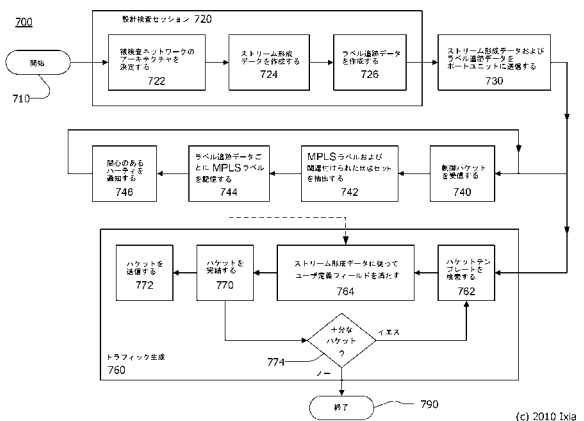 700
設計検査セッション 720
開始
710
被検査ネットワークの
アーキテクチャを
決定する
722
ストリーム形成
データを作成する
724
ラベル追跡データ
を作成する
726
ストリーム形成データおよび
ラベル追跡データを
ポートユニットに送信する
730
関心のある
パーティを
通知する
746
ラベル追跡データご
とに MPLSラベル
を記憶する
744
MPLSラベルおよび
関連付けられた状態セット
を抽出する
742
制御パケット
を受信する
740
パケットを
送信する
772
パケットを
完結する
770
ストリーム形成データに従って
ユーザ定義フィールドを満たす
764
パケットテン
プレートを
検索する
762
十分な
パケット
?
イエス
774
ノー
トラフィック生成
760
終了
790
(c) 2010 Ixia